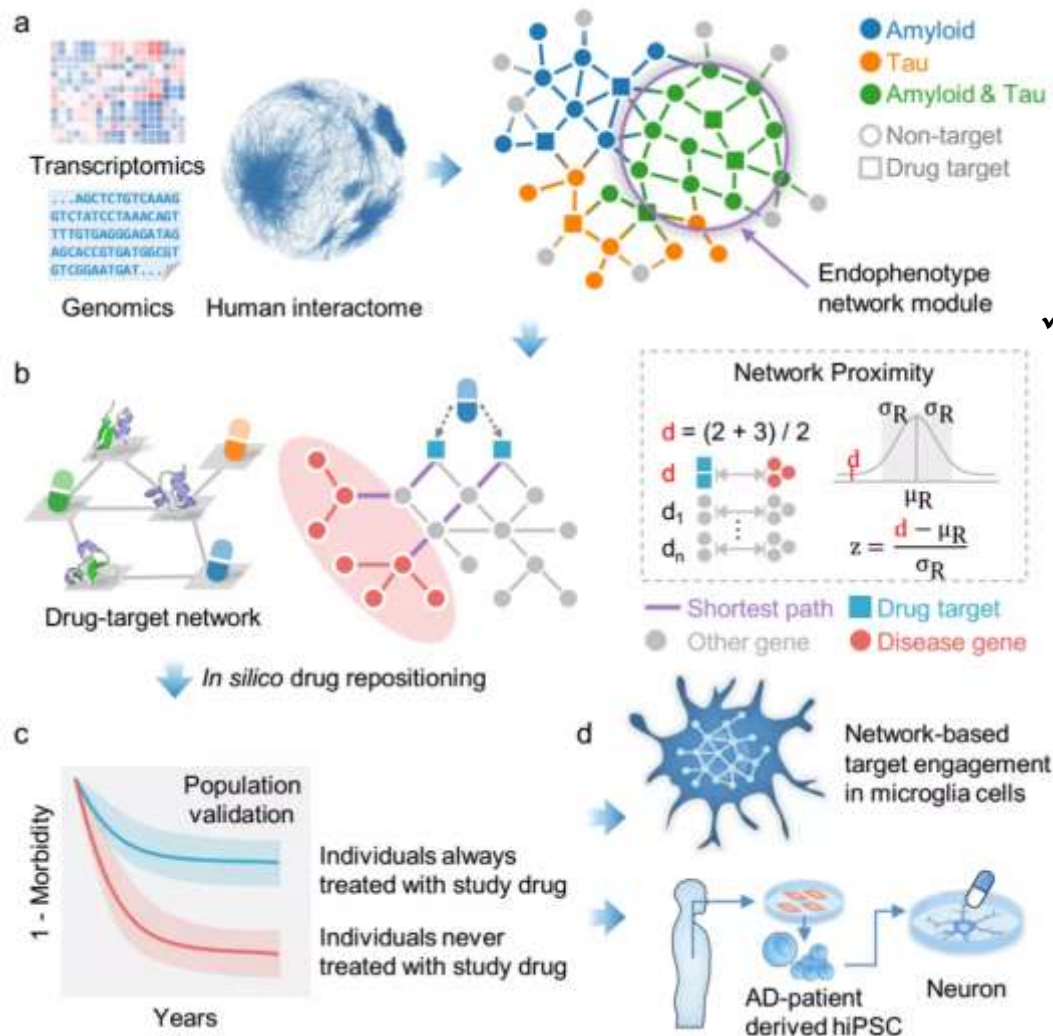 a
Transcriptomics
...AGCTCTGTCAAAG
GTCTATCCTAAACAGT
TTTGTGAGGGAGATAG
AGCACCGTGATGGCGT
GTCGGAATGAT....
Genomics
Human interactome
Amyloid
Tau
Amyloid & Tau
Non-target
Drug target
Endophenotype
network module
b
Drug-target network
Network Proximity
d = (2 + 3) / 2
d
d1
dn
σR σR
d
μR
z = d − μR
σR
Shortest path
Drug target
Other gene
Disease gene
In silico drug repositioning
c
1 - Morbidity
Population
validation
Years
Individuals always
treated with study drug
Individuals never
treated with study drug
d
Network-based
target engagement
in microglia cells
AD-patient
derived hiPSC
Neuron